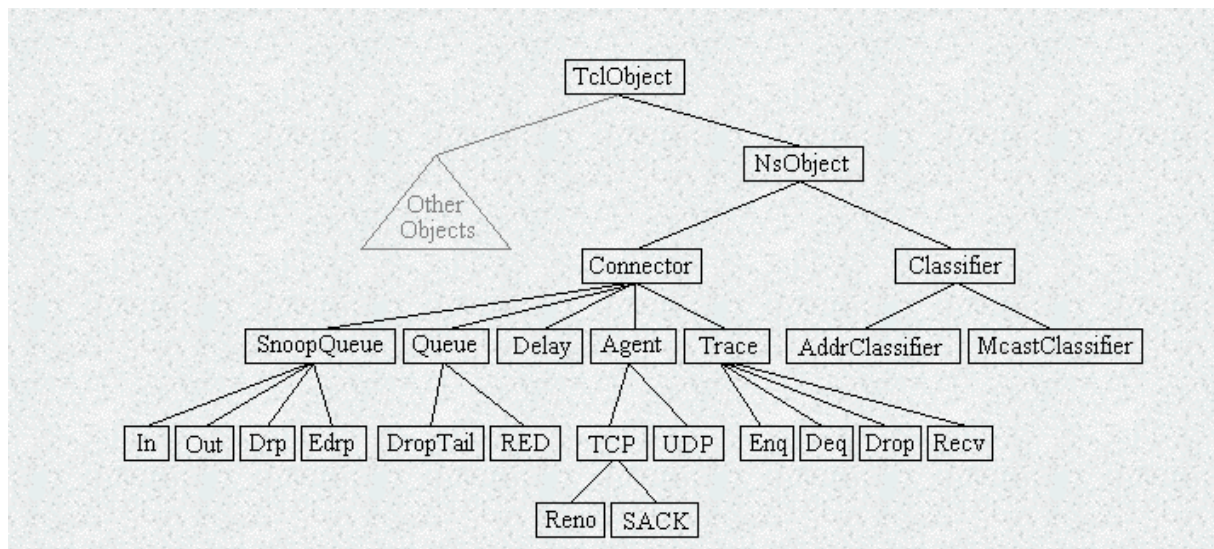 TclObject
NsObject
Other
Objects
Connector
Classifier
SnoopQueue
Queue
Delay
Agent
Trace
AddrClassifier
McastClassifier
In
Out
Drp
Edrp
DropTail
RED
TCP
UDP
Enq
Deq
Drop
Recv
Reno
SACK